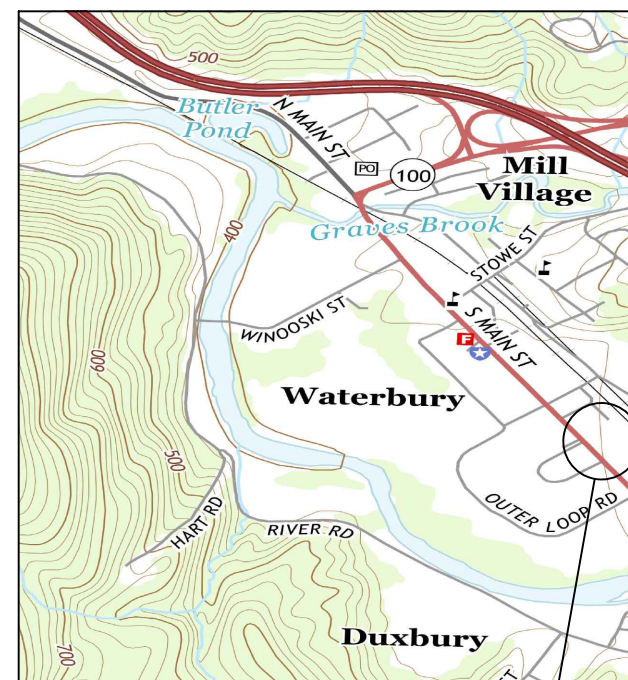 500
Butler
Pond
N MAIN ST
PO
100
Mill
Village
400
Graves Brook
STOWE ST
WINOOSKI ST
S MAIN ST
F
600
Waterbury
500
HART RD
RIVER RD
OUTER LOOP RD
Duxbury
700
ST